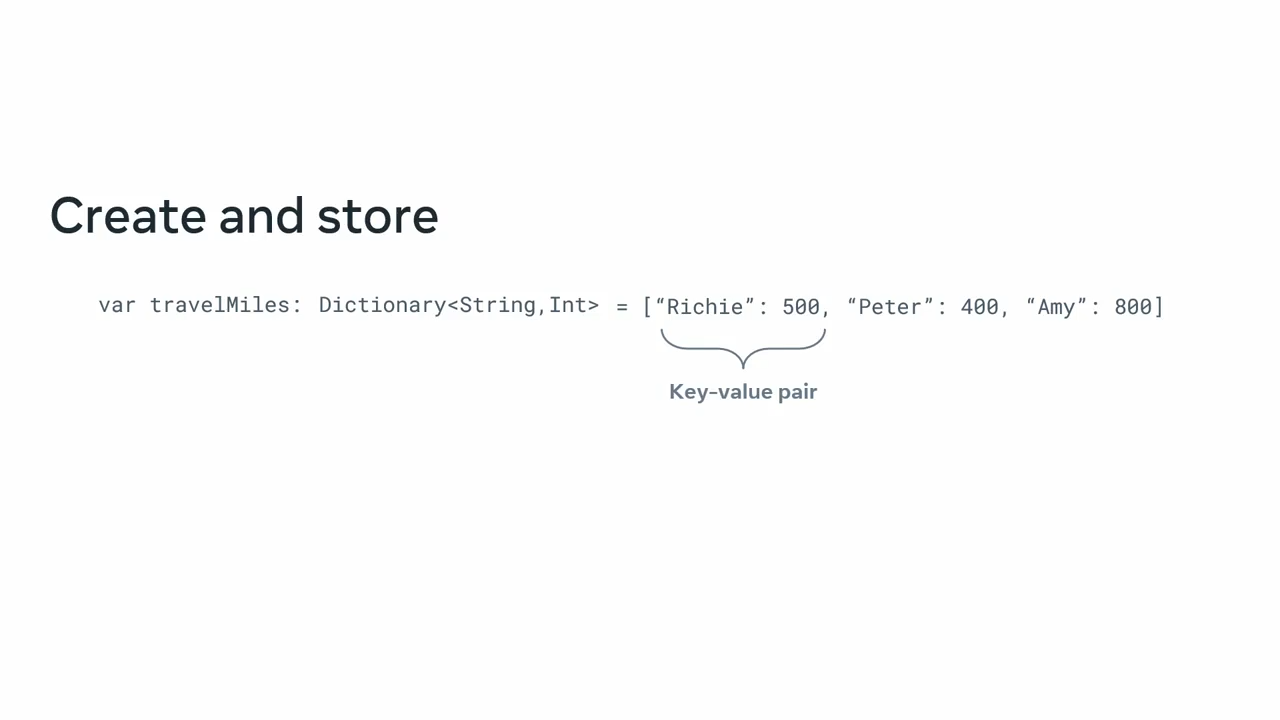 Create and store
var travelMiles: Dictionary<String,Int> = [“Richie”: 500, “Peter”: 400, “Amy”: 800]
Key-value pair